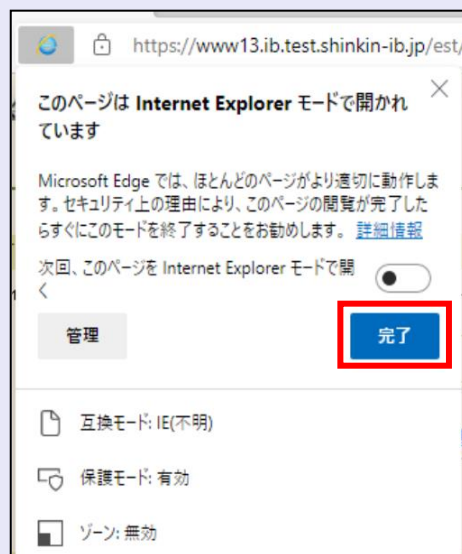 https://www13.ib.test.shinkin-ib.jp/est/
このページは Internet Explorer モードで開かれ
ています
Microsoft Edge では、ほとんどのページがより適切に動作しま
す。セキュリティ上の理由により、このページの閲覧が完了した
らすぐにこのモードを終了することをお勧めします。 詳細情報
次回、このページを Internet Explorer モードで開
く
管理
完了
互換モード: IE(不明)
保護モード: 有効
ゾーン: 無効